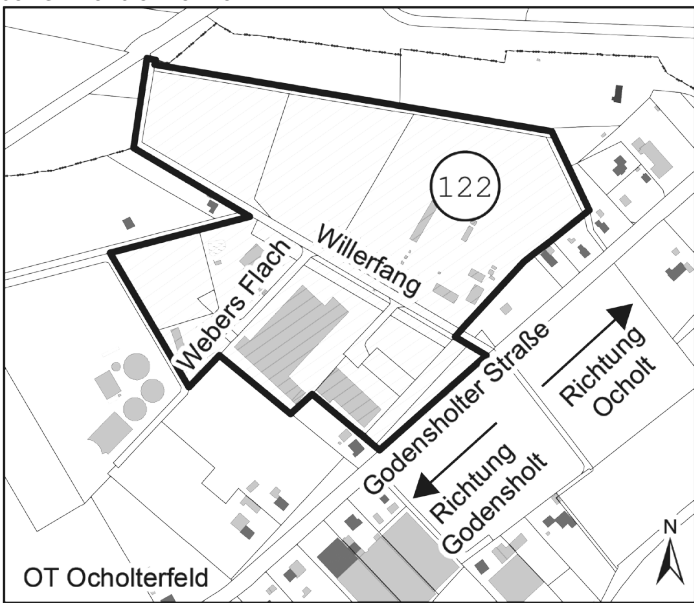 122
Willerfang
Webers Flach
Godensholter Straße
Richtung
Ocholt
Richtung
Godensholt
N
OT Ocholterfeld